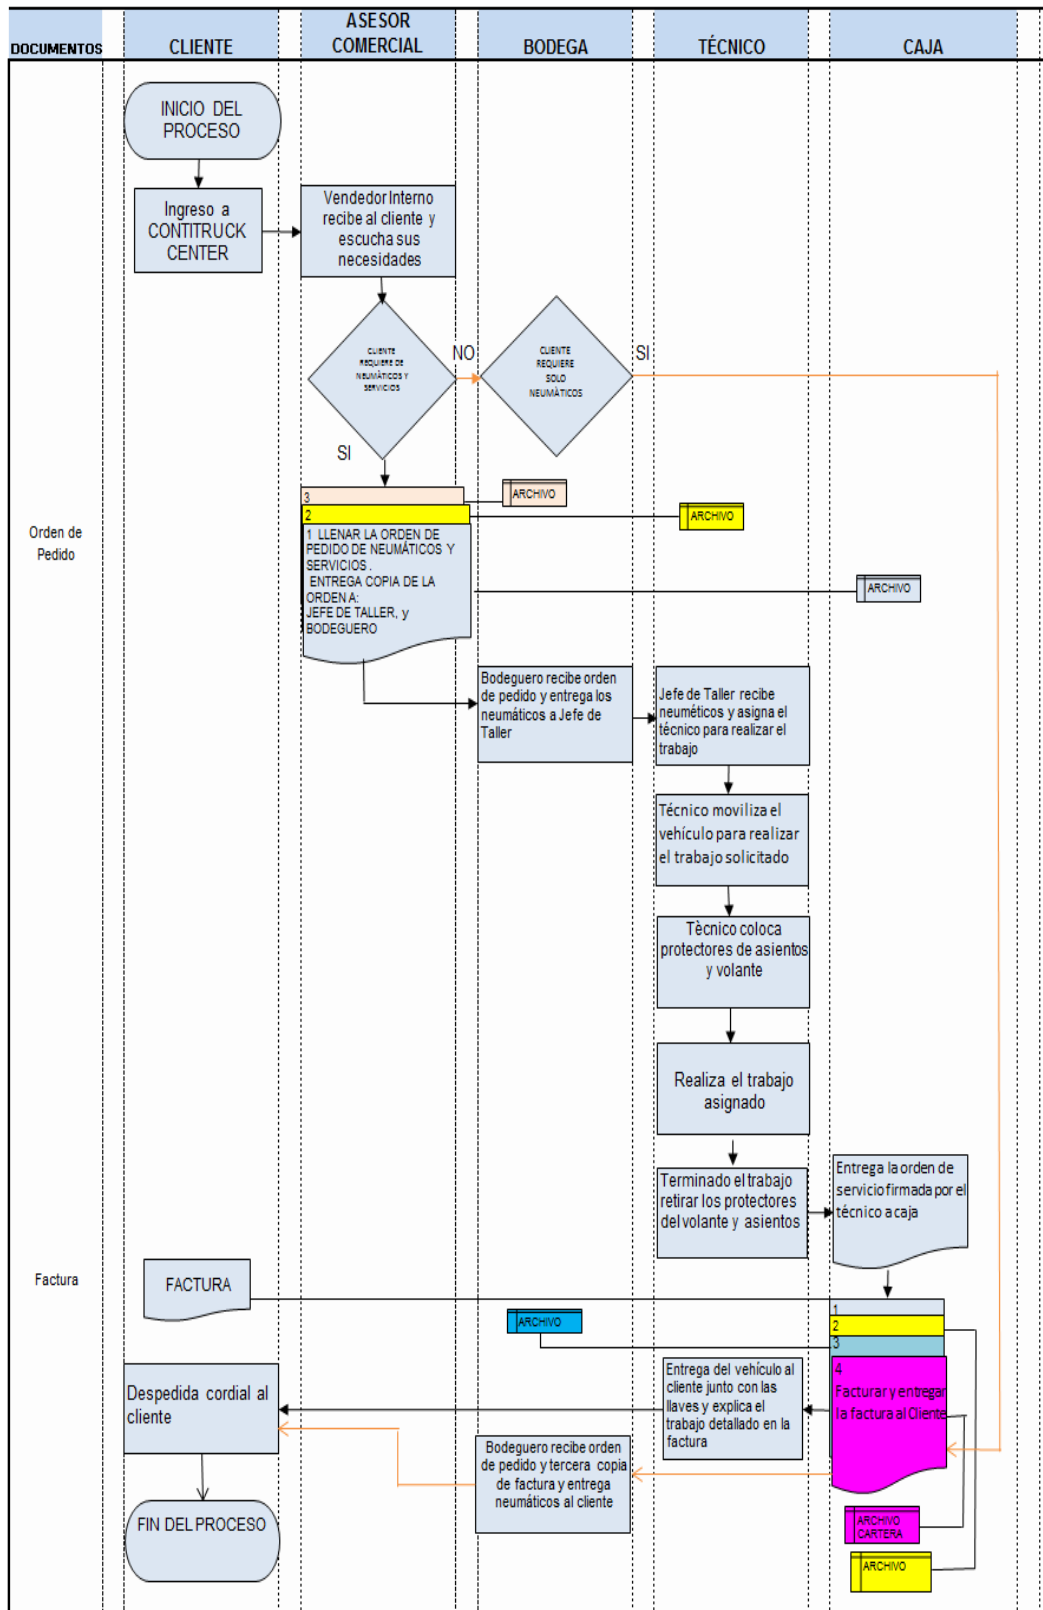 DOCUMENTOS
CLIENTE
ASESOR
COMERCIAL
BODEGA
TÉCNICO
CAJA
INICIO DEL
PROCESO
Ingreso a
CONTITRUCK
CENTER
Vendedor Interno
recibe al cliente y
escucha sus
necesidades
CLIENTE
REQUIERE DE
NEUMÀTICOS Y
SERVICIOS
NO
CLIENTE
REQUIERE
SOLO
NEUMÀTICOS
SI
SI
3
2
1 LLENAR LA ORDEN DE
PEDIDO DE NEUMÁTICOS Y
SERVICIOS .
ENTREGA COPIA DE LA
ORDEN A:
JEFE DE TALLER, y
BODEGUERO
ARCHIVO
ARCHIVO
ARCHIVO
Orden de
Pedido
Bodeguero recibe orden
de pedido y entrega los
neumáticos a Jefe de
Taller
Jefe de Taller recibe
neuméticos y asigna el
técnico para realizar el
trabajo
Técnico moviliza el
vehículo para realizar
el trabajo solicitado
Tècnico coloca
protectores de asientos
y volante
Realiza el trabajo
asignado
Terminado el trabajo
retirar los protectores
del volante y asientos
Entrega la orden de
servicio firmada por el
técnico a caja
Factura
FACTURA
ARCHIVO
1
2
3
4
Facturar y entregar
la factura al Cliente
Entrega del vehículo al
cliente junto con las
llaves y explica el
trabajo detallado en la
factura
Despedida cordial al
cliente
Bodeguero recibe orden
de pedido y tercera copia
de factura y entrega
neumáticos al cliente
FIN DEL PROCESO
ARCHIVO
CARTERA
ARCHIVO